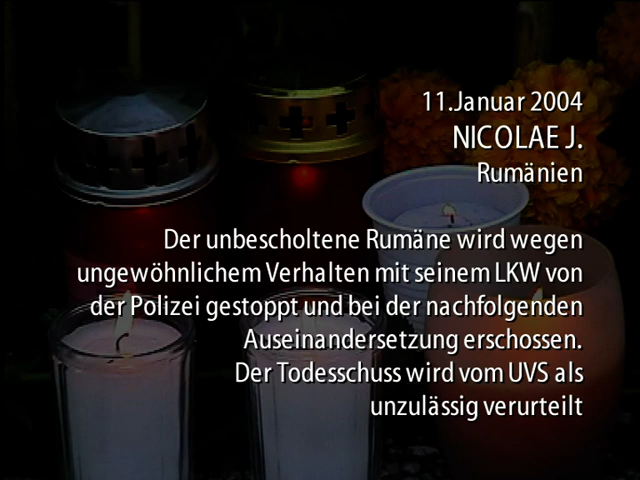 11.Januar 2004
NICOLAE J.
Rumänien
Der unbescholtene Rumäne wird wegen
ungewöhnlichem Verhalten mit seinem LKW von
der Polizei gestoppt und bei der nachfolgenden
Auseinandersetzung erschossen.
Der Todesschuss wird vom UVS als
unzulässig verurteilt